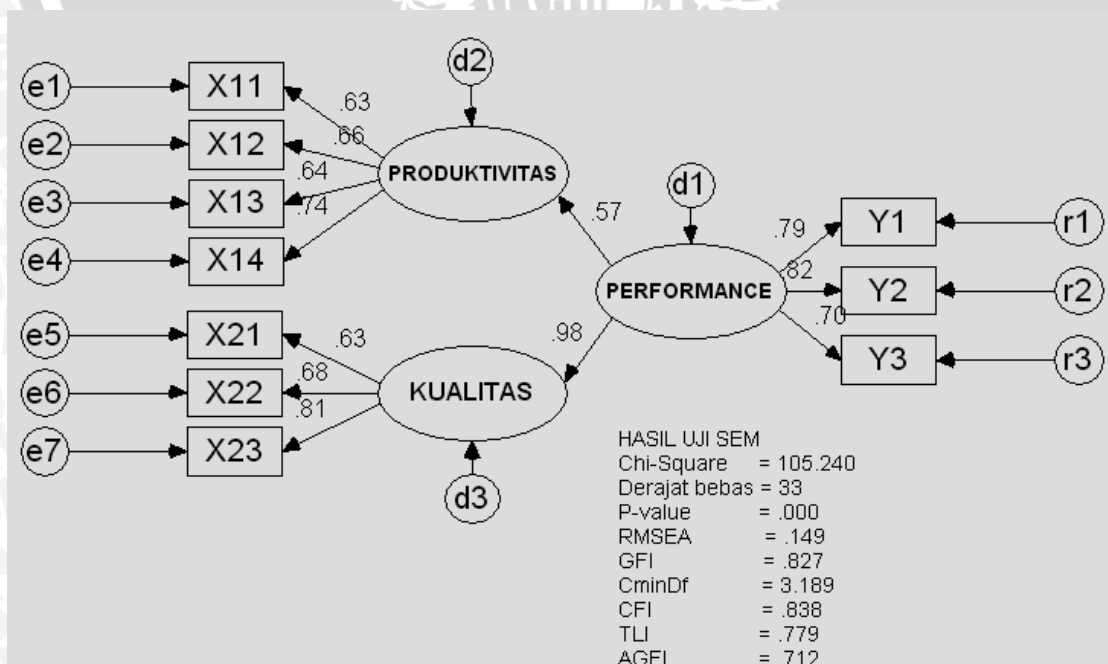 d2
e1
X11
.63
e2
X12
.66
PRODUKTIVITAS
e3
X13
.64
e4
X14
.74
d1
.57
.79
Y1
r1
PERFORMANCE
.82
Y2
r2
.70
Y3
r3
.98
e5
X21
.63
e6
X22
.68
KUALITAS
e7
X23
.81
d3
HASIL UJI SEM
Chi-Square = 105.240
Derajat bebas = 33
P-value = .000
RMSEA = .149
GFI = .827
CminDf = 3.189
CFI = .838
TLI = .779
AGFI = .712